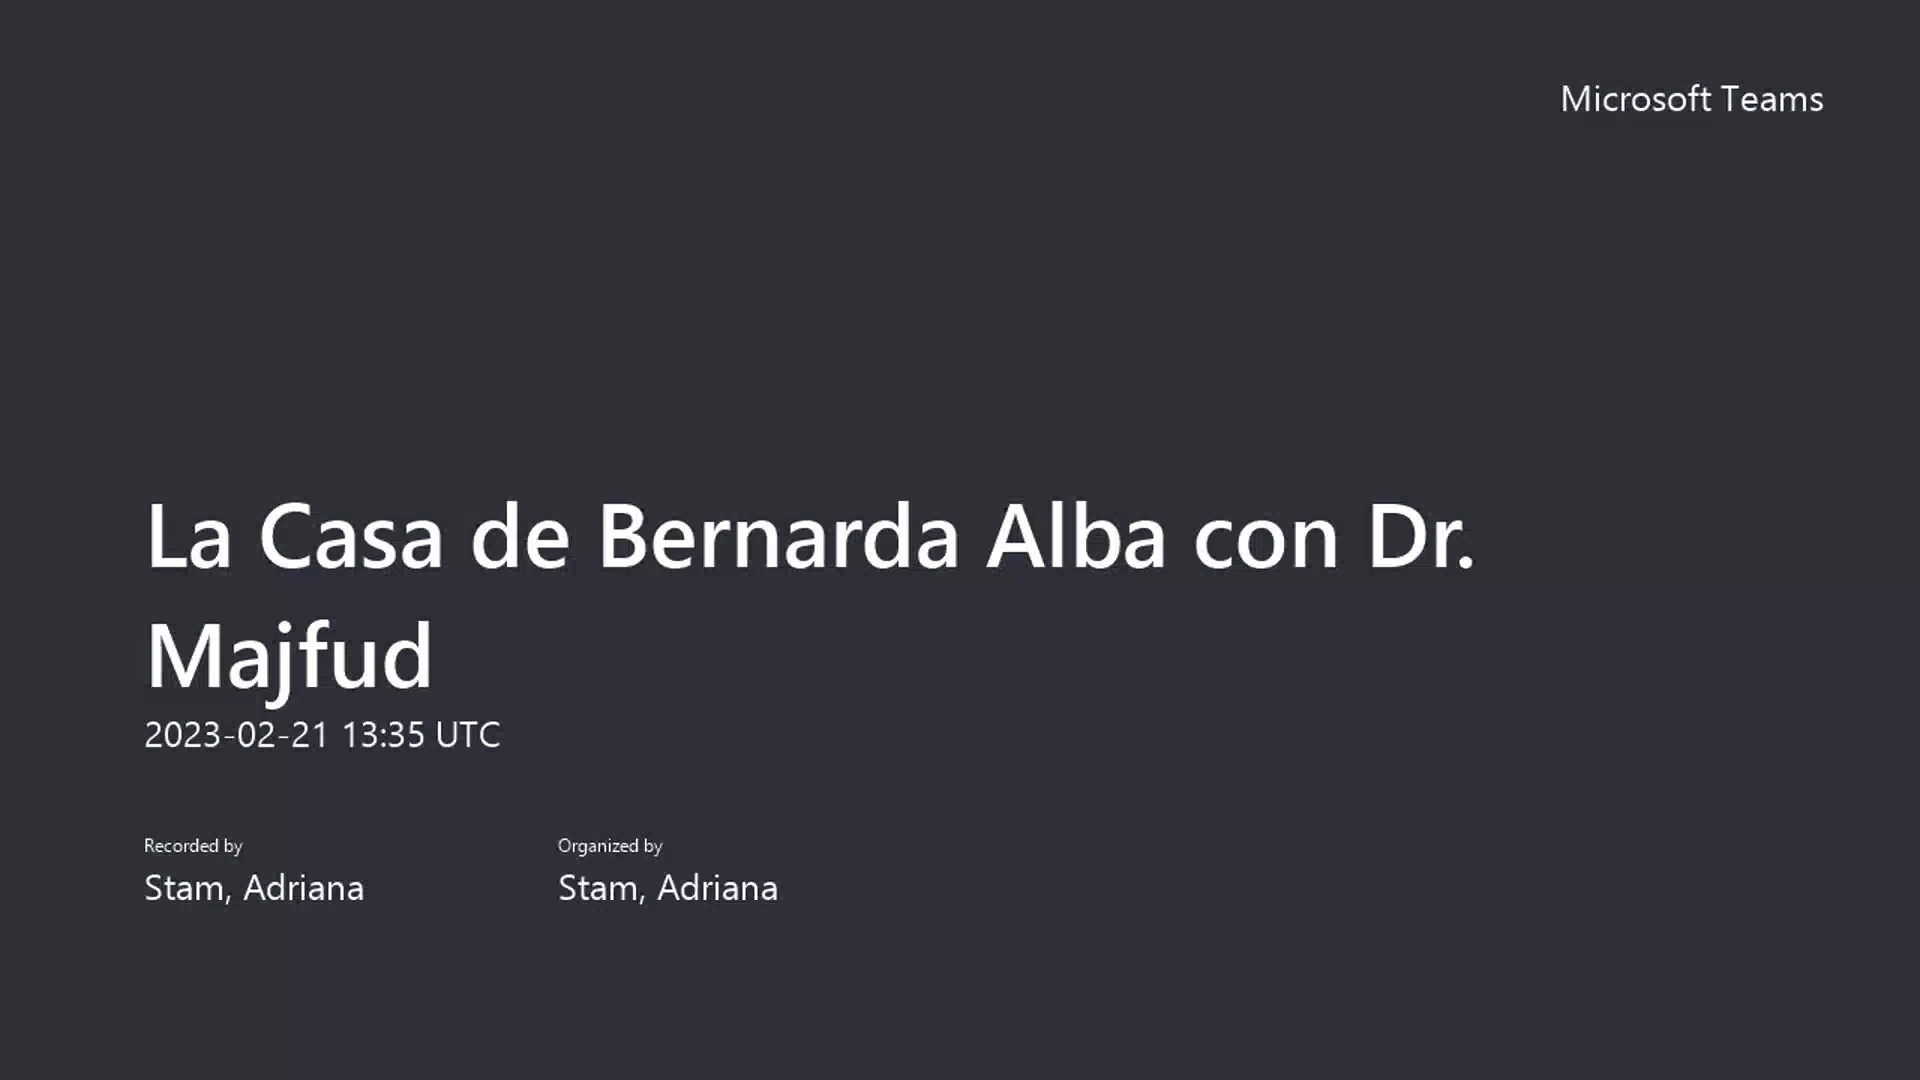 Microsoft Teams
La Casa de Bernarda Alba con Dr.
Majfud
2023-02-21 13:35 UTC
Recorded by
Stam, Adriana
Organized by
Stam, Adriana